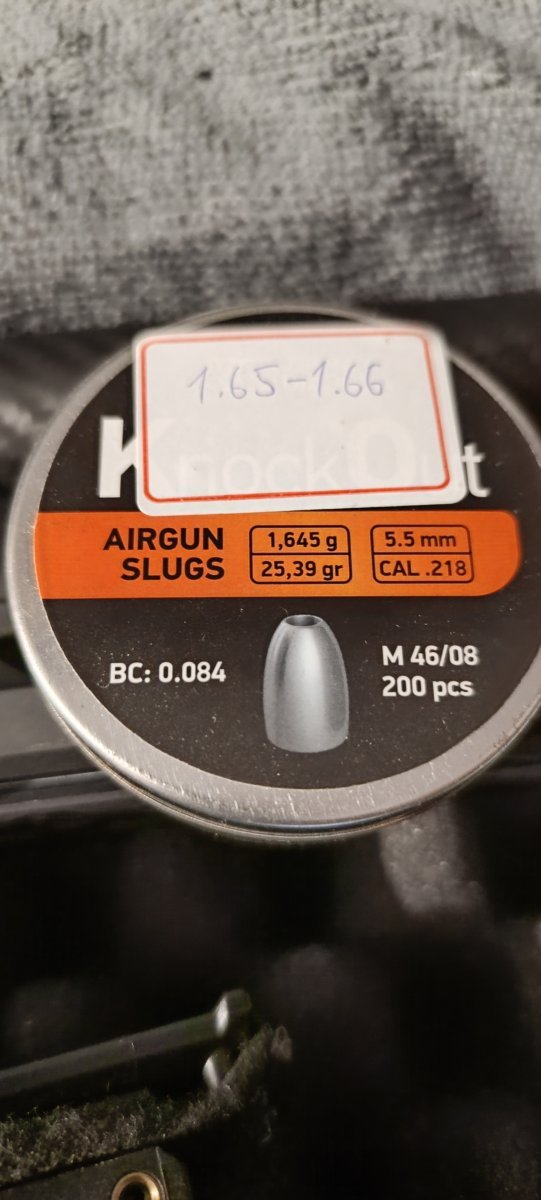 1.65-1.66
KnockOut
AIRGUN
SLUGS
1,645 g
25,39 gr
5.5 mm
CAL .218
BC: 0.084
M 46/08
200 pcs